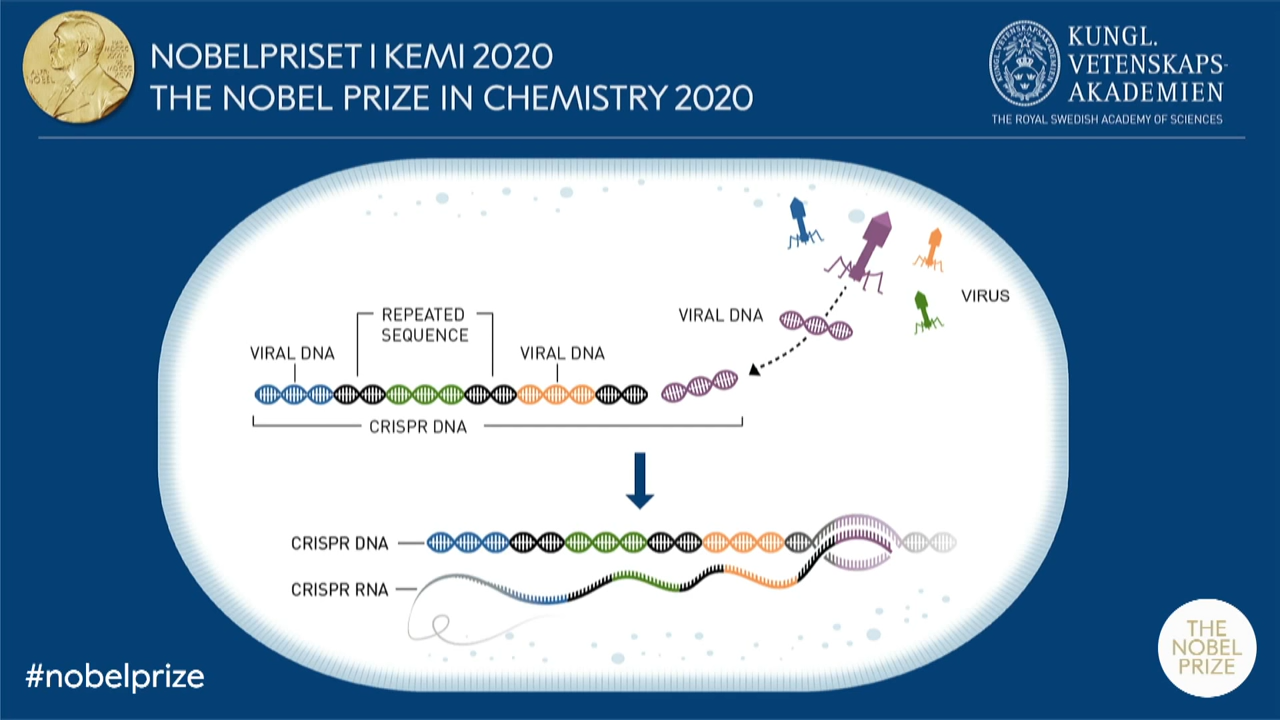 NOBELPRISET I KEMI 2020
THE NOBEL PRIZE IN CHEMISTRY 2020
KUNGL.
VETENSKAPS-
AKADEMIEN
THE ROYAL SWEDISH ACADEMY OF SCIENCES
VIRUS
VIRAL DNA
REPEATED
SEQUENCE
VIRAL DNA
VIRAL DNA
CRISPR DNA
CRISPR DNA
CRISPR RNA
#nobelprize
THE
NOBEL
PRIZE